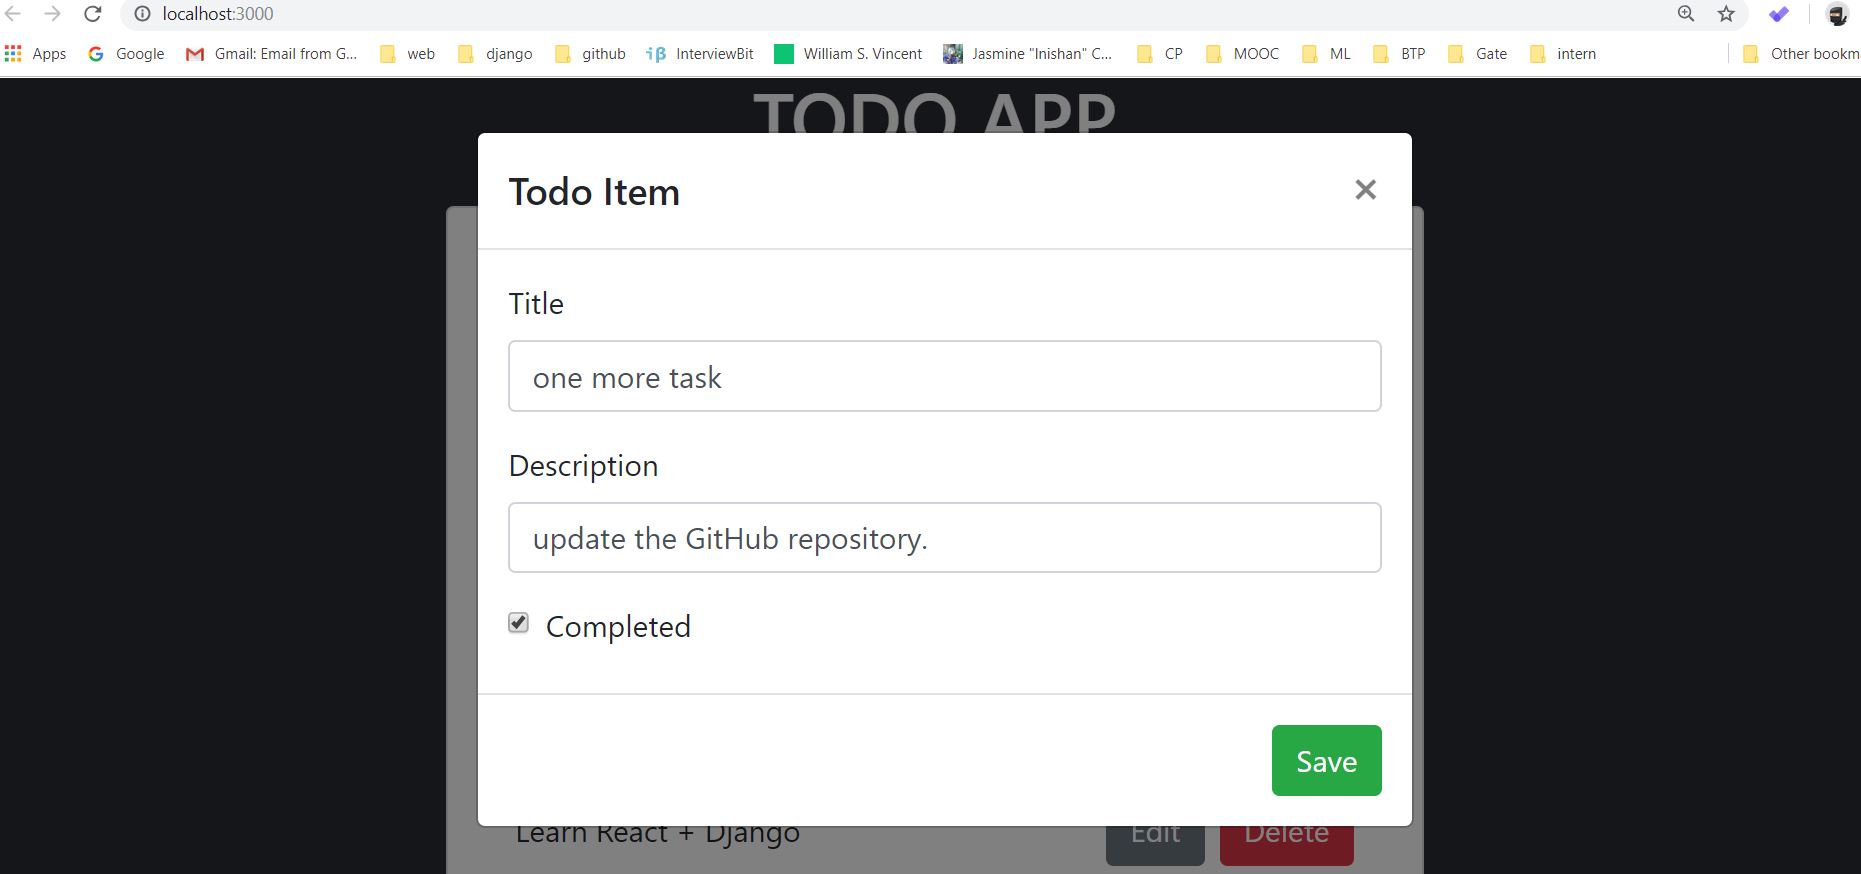 localhost:3000
Apps Google Gmail: Email from G... web django github iβ InterviewBit William S. Vincent Jasmine "Inishan" C... CP MOOC ML BTP Gate intern Other bookm
TODO APP
Todo Item ×
Title
one more task
Description
update the GitHub repository.
Completed
Save
Learn React + Django Edit Delete